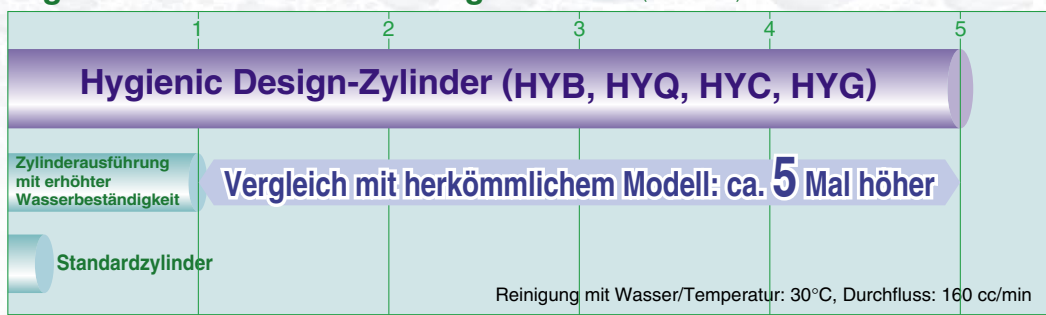 1 2 3 4 5
Hygienic Design-Zylinder (HYB, HYQ, HYC, HYG)
Zylinderausführung
mit erhöhter
Wasserbeständigkeit
Vergleich mit herkömmlichem Modell: ca. 5 Mal höher
Standardzylinder
Reinigung mit Wasser/Temperatur: 30°C, Durchfluss: 160 cc/min